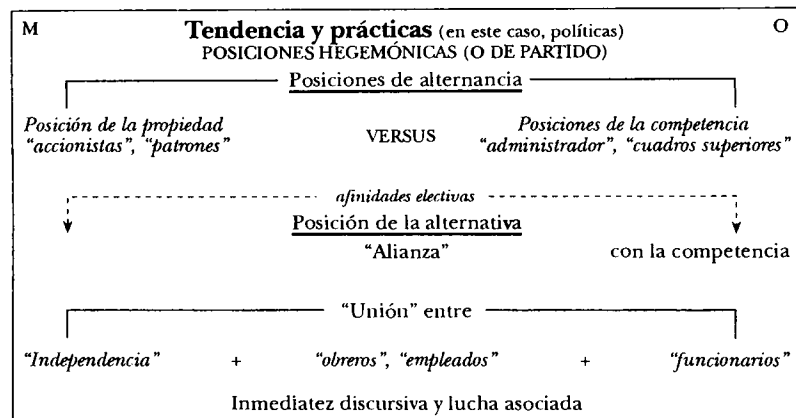 M Tendencia y prácticas (en este caso, políticas) O
POSICIONES HEGEMÓNICAS (O DE PARTIDO)
Posiciones de alternancia
Posición de la propiedad Posiciones de la competencia
“accionistas”, “patrones” VERSUS “administrador”, “cuadros superiores”
afinidades electivas
Posición de la alternativa
“Alianza” con la competencia
“Unión” entre
“Independencia” + “obreros”, “empleados” + “funcionarios”
Inmediatez discursiva y lucha asociada